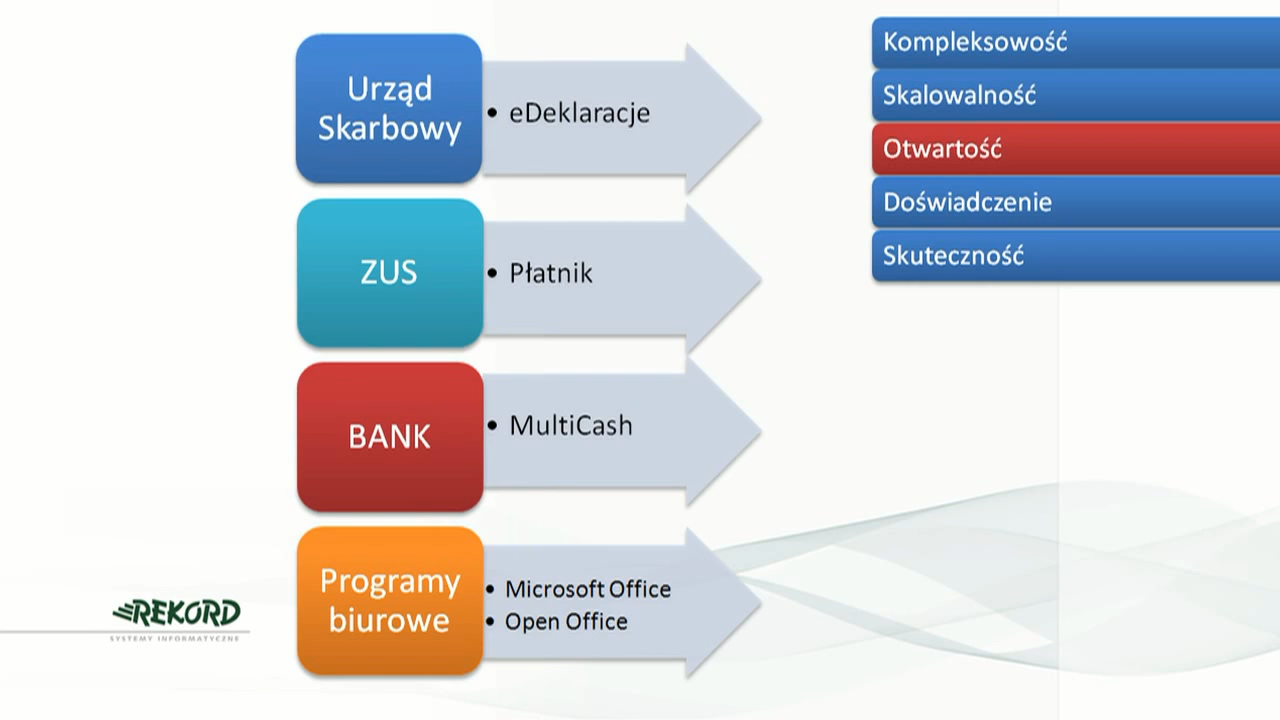 Urząd
Skarbowy
• eDeklaracje
ZUS
• Płatnik
BANK
• MultiCash
Programy
biurowe
• Microsoft Office
• Open Office
Kompleksowość
Skalowalność
Otwartość
Doświadczenie
Skuteczność
REKORD
SYSTEMY INFORMATYCZNE